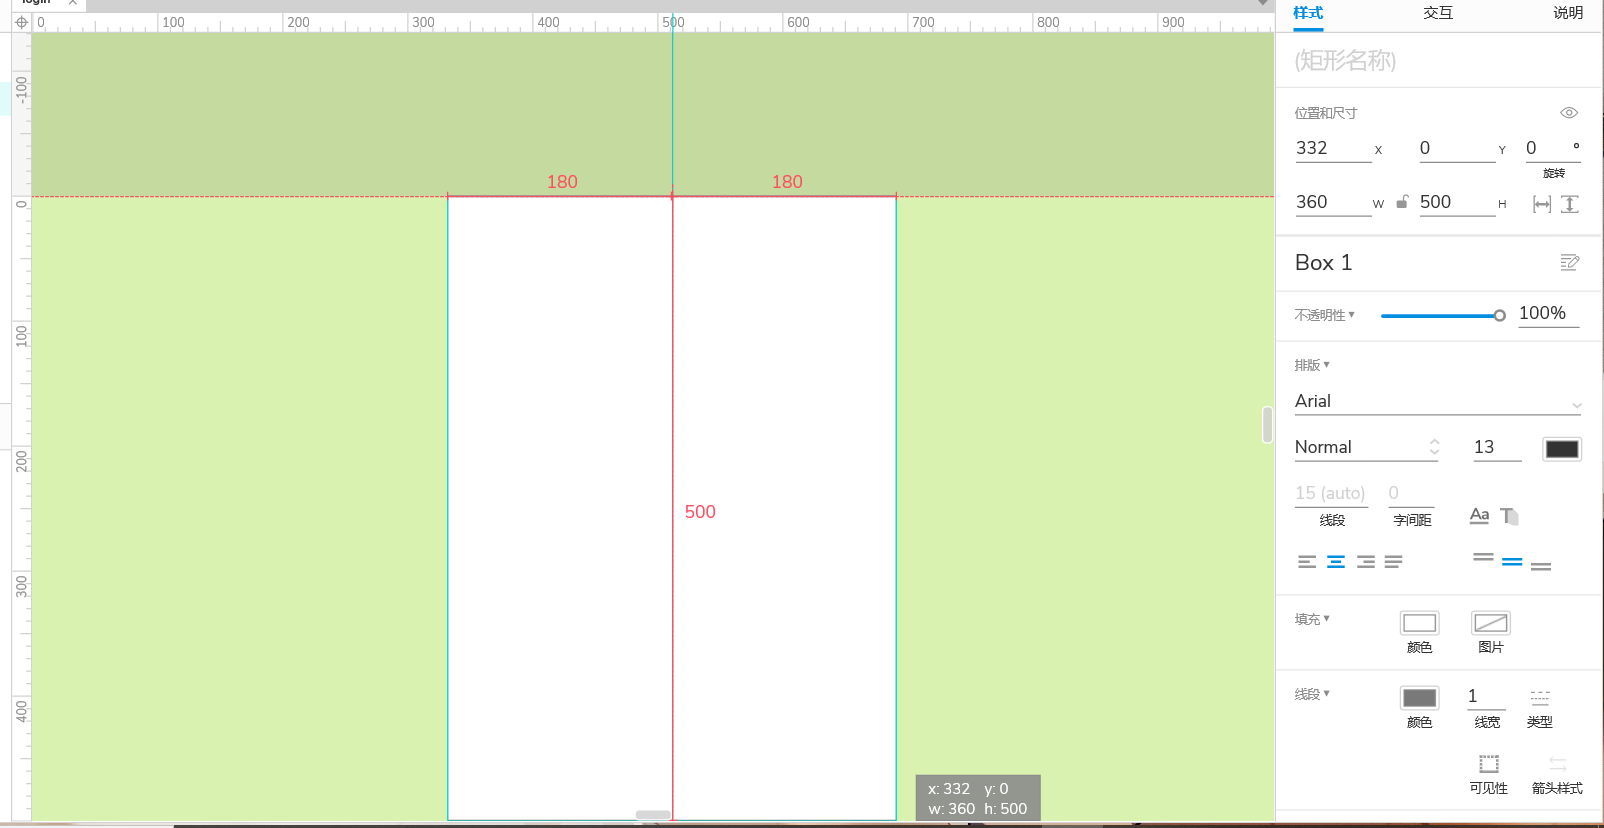 login
0 100 200 300 400 500 600 700 800 900
-100
0
100
200
300
400
180 180
500
x: 332 y: 0
w: 360 h: 500
样式 交互 说明
(矩形名称)
位置和尺寸
332 X 0 Y 0 °
旋转
360 W 500 H
Box 1
不透明性 100%
排版
Arial
Normal 13
15 (auto) 0
线段 字间距 Aa
填充
颜色 图片
线段 1
颜色 线宽 类型
可见性 箭头样式